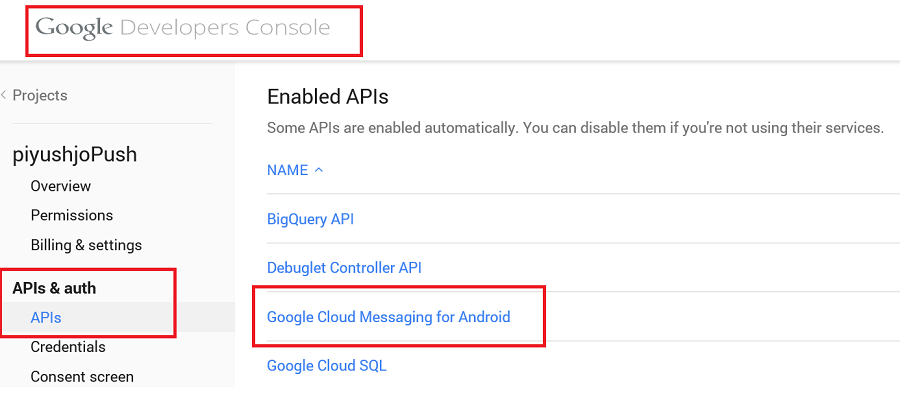 Google Developers Console
Projects
piyushjoPush
Overview
Permissions
Billing & settings
APIs & auth
APIs
Credentials
Consent screen
Enabled APIs
Some APIs are enabled automatically. You can disable them if you're not using their services.
NAME
BigQuery API
Debuglet Controller API
Google Cloud Messaging for Android
Google Cloud SQL